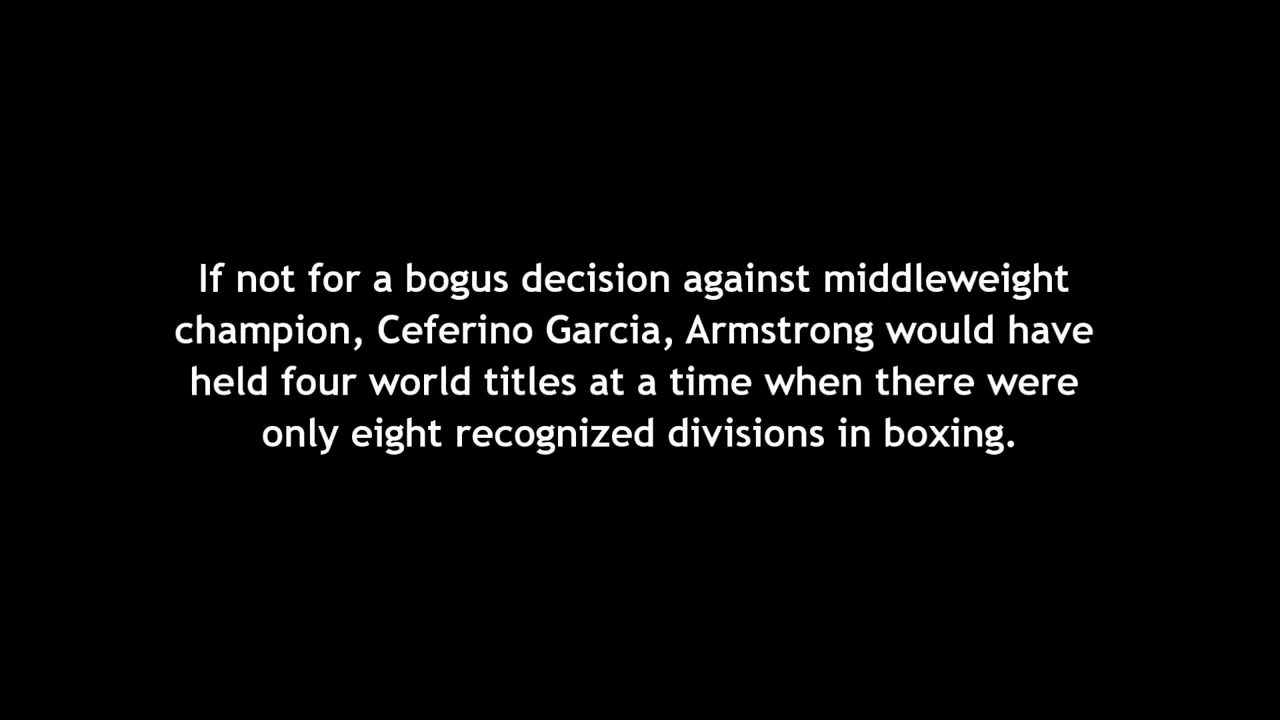 If not for a bogus decision against middleweight
champion, Ceferino Garcia, Armstrong would have
held four world titles at a time when there were
only eight recognized divisions in boxing.